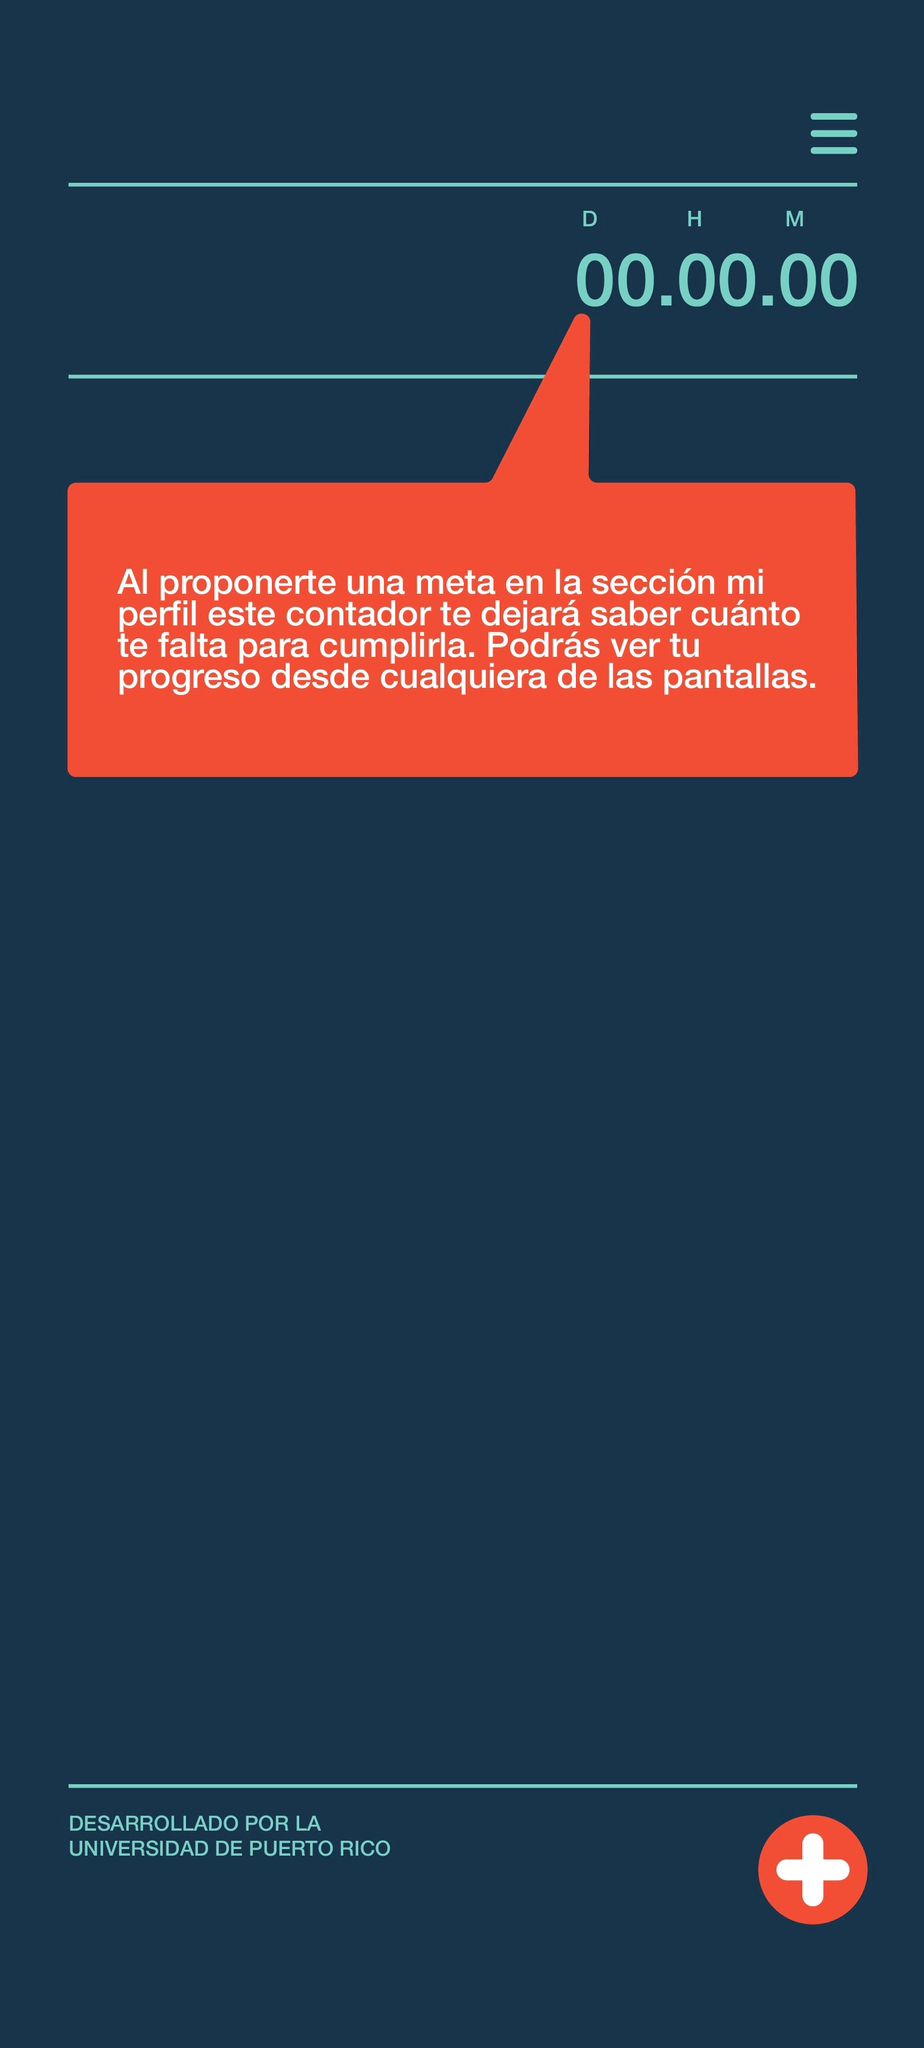 D H M
00.00.00
Al proponerte una meta en la sección mi
perfil este contador te dejará saber cuánto
te falta para cumplirla. Podrás ver tu
progreso desde cualquiera de las pantallas.
DESARROLLADO POR LA
UNIVERSIDAD DE PUERTO RICO